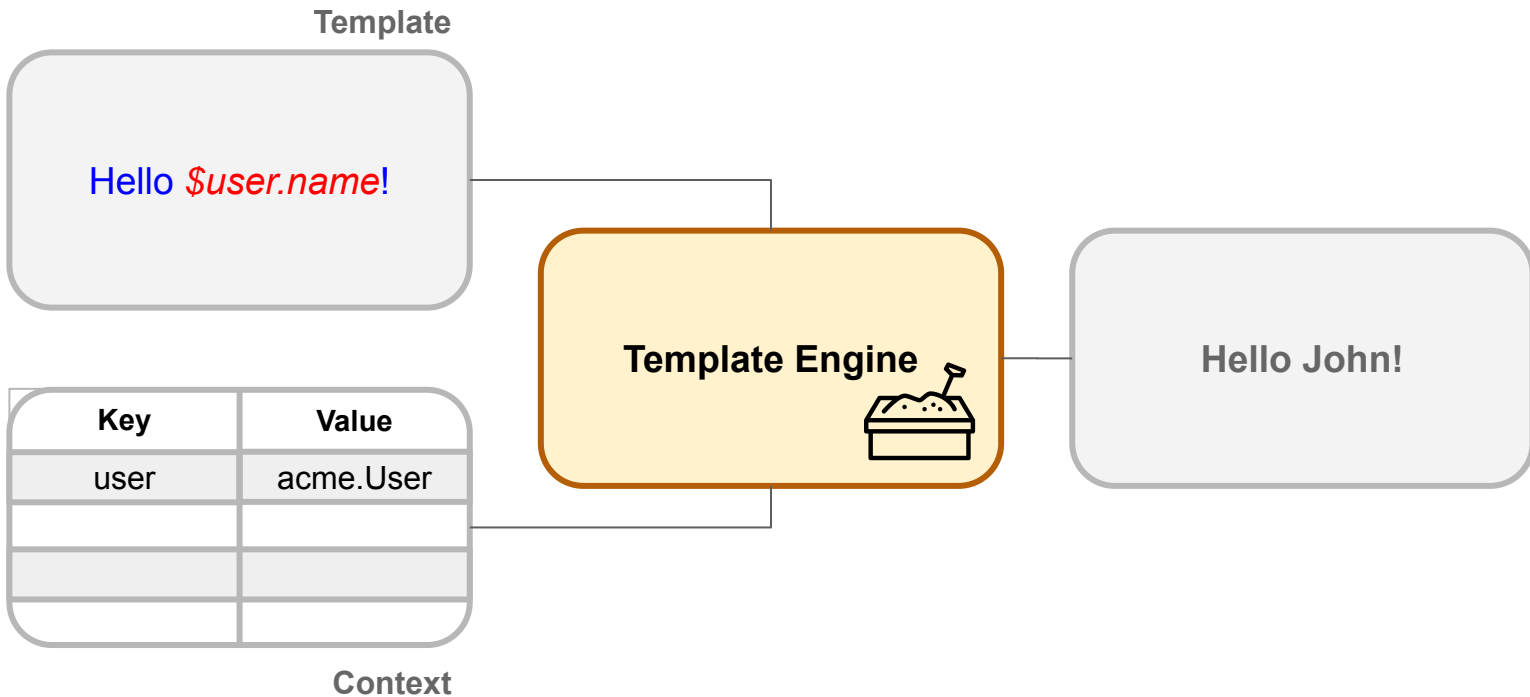 Template
Hello $user.name!
Template Engine
Hello John!
Key Value
user acme.User
Context